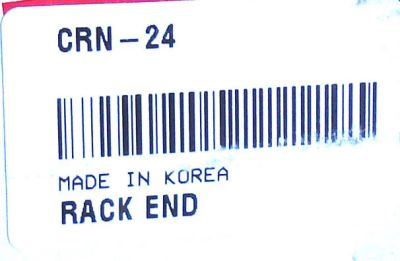 CRN-24
MADE IN KOREA
RACK END